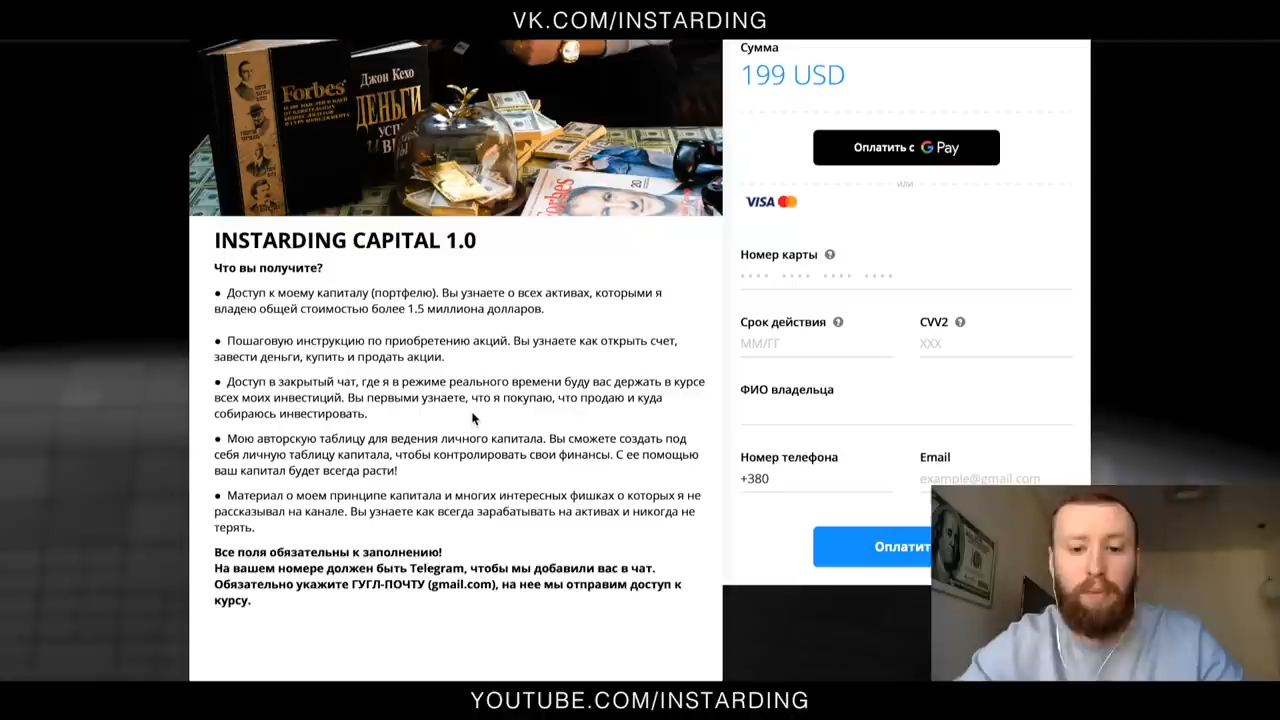 VK.COM/INSTARDING
Forbes
Джон Кехо
ДЕНЬГИ
Forbes
INSTARDING CAPITAL 1.0
Что вы получите?
● Доступ к моему капиталу (портфелю). Вы узнаете о всех активах, которыми я
владею общей стоимостью более 1.5 миллиона долларов.
● Пошаговую инструкцию по приобретению акций. Вы узнаете как открыть счет,
завести деньги, купить и продать акции.
● Доступ в закрытый чат, где я в режиме реального времени буду вас держать в курсе
всех моих инвестиций. Вы первыми узнаете, что я покупаю, что продаю и куда
собираюсь инвестировать.
● Мою авторскую таблицу для ведения личного капитала. Вы сможете создать под
себя личную таблицу капитала, чтобы контролировать свои финансы. С ее помощью
ваш капитал будет всегда расти!
● Материал о моем принципе капитала и многих интересных фишках о которых я не
рассказывал на канале. Вы узнаете как всегда зарабатывать на активах и никогда не
терять.
Все поля обязательны к заполнению!
На вашем номере должен быть Telegram, чтобы мы добавили вас в чат.
Обязательно укажите ГУГЛ-ПОЧТУ (gmail.com), на нее мы отправим доступ к
курсу.
Сумма
199 USD
Оплатить с G Pay
или
VISA
Номер карты
Срок действия CVV2
ММ/ГГ XXX
ФИО владельца
Номер телефона Email
+380 example@gmail.com
Оплатит
YOUTUBE.COM/INSTARDING